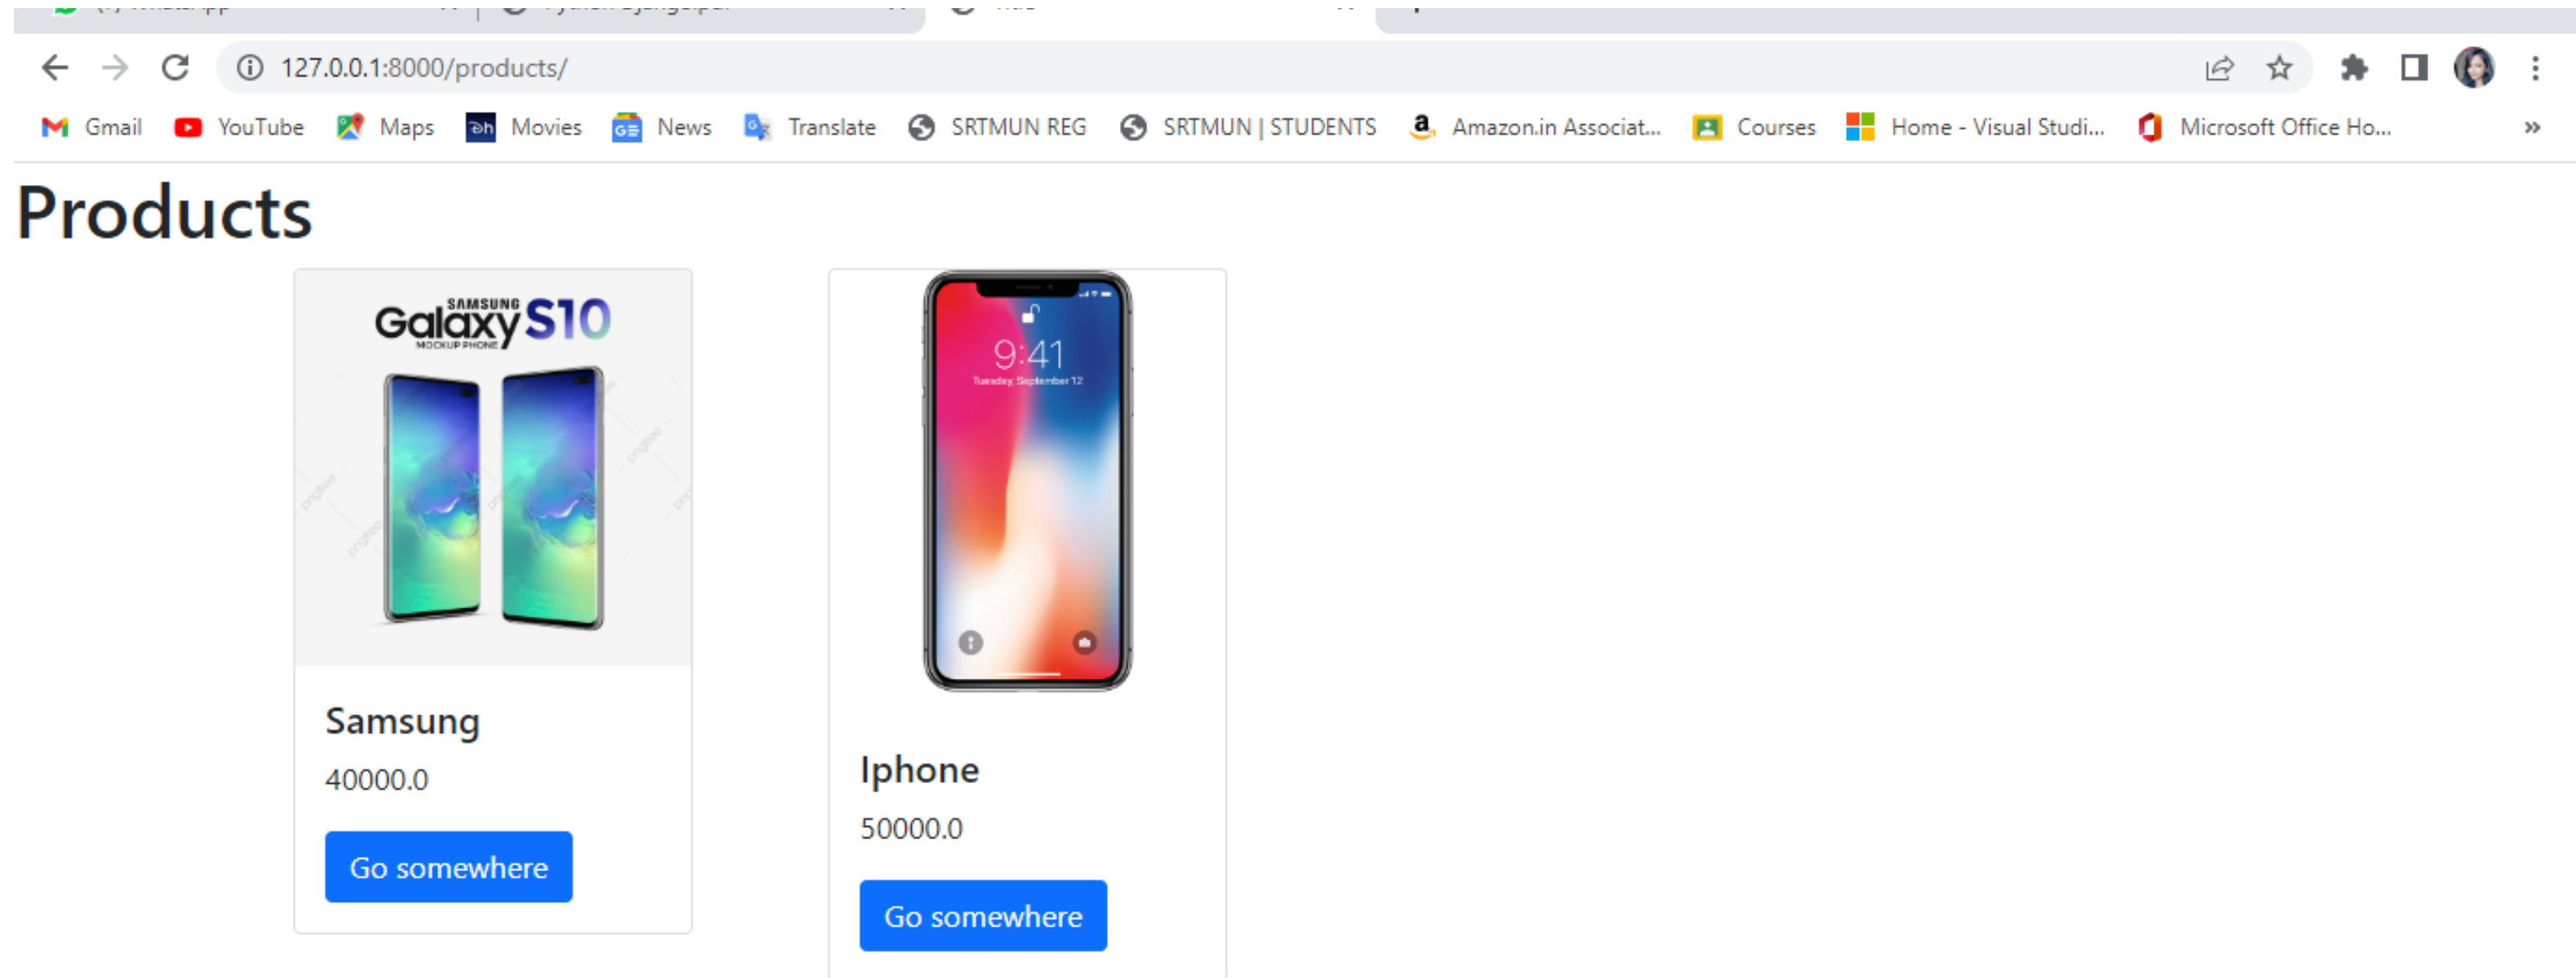 127.0.0.1:8000/products/
Gmail YouTube Maps Movies News Translate SRTMUN REG SRTMUN | STUDENTS Amazon.in Associat... Courses Home - Visual Studi... Microsoft Office Ho... »
Products
SAMSUNG
Galaxy S10
MOCKUP PHONE
9:41
Tuesday, September 12
pngtree
Samsung
40000.0
Go somewhere
Iphone
50000.0
Go somewhere